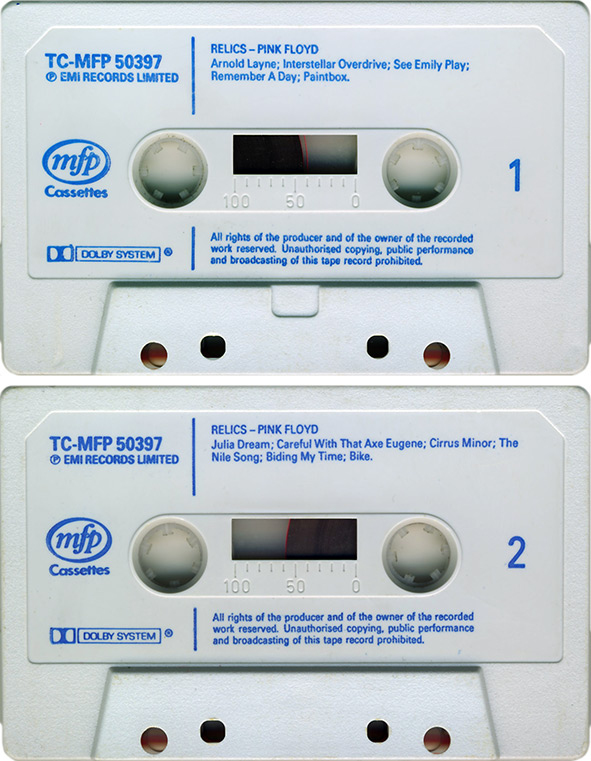 TC-MFP 50397
℗ EMI RECORDS LIMITED
RELICS – PINK FLOYD
Arnold Layne; Interstellar Overdrive; See Emily Play;
Remember A Day; Paintbox.
mfp
Cassettes
100 50 0
1
DOLBY SYSTEM ®
All rights of the producer and of the owner of the recorded
work reserved. Unauthorised copying, public performance
and broadcasting of this tape record prohibited.
TC-MFP 50397
℗ EMI RECORDS LIMITED
RELICS – PINK FLOYD
Julia Dream; Careful With That Axe Eugene; Cirrus Minor; The
Nile Song; Biding My Time; Bike.
mfp
Cassettes
100 50 0
2
DOLBY SYSTEM ®
All rights of the producer and of the owner of the recorded
work reserved. Unauthorised copying, public performance
and broadcasting of this tape record prohibited.